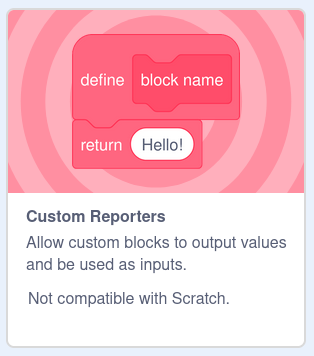 define block name
return Hello!
Custom Reporters
Allow custom blocks to output values
and be used as inputs.
Not compatible with Scratch.